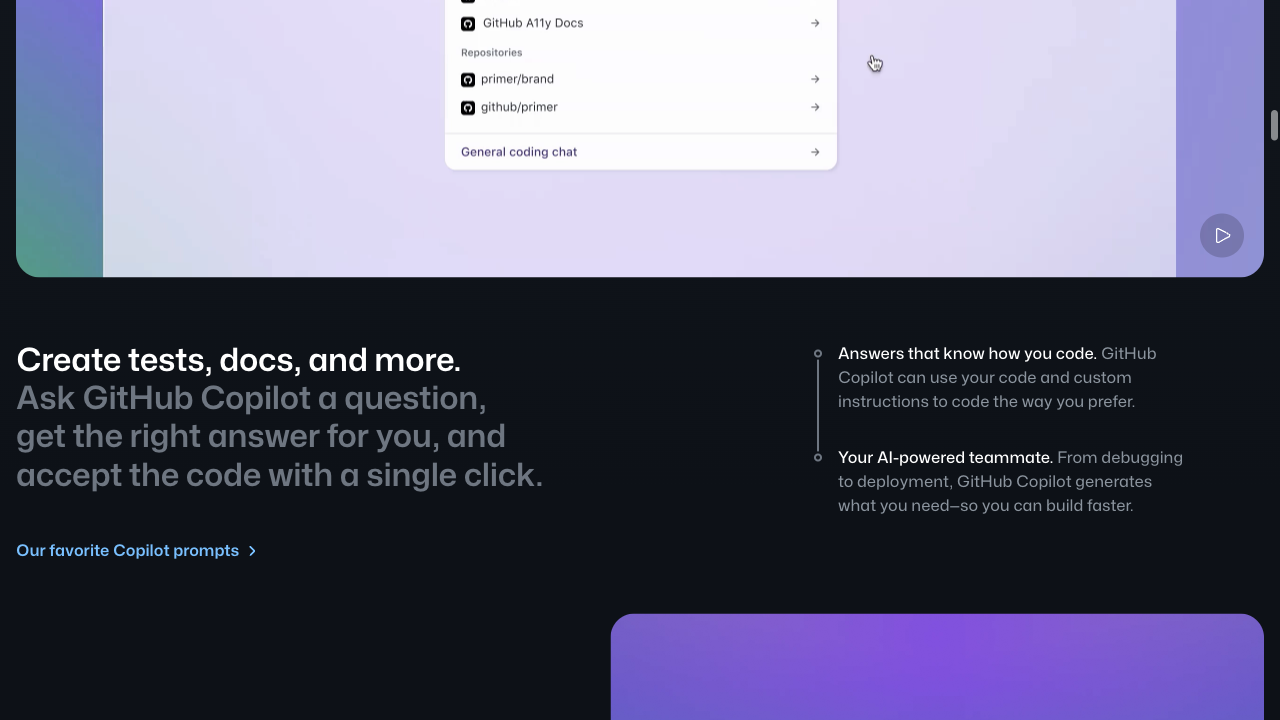 GitHub A11y Docs
Repositories
primer/brand
github/primer
General coding chat
Create tests, docs, and more.
Ask GitHub Copilot a question,
get the right answer for you, and
accept the code with a single click.
Our favorite Copilot prompts
Answers that know how you code. GitHub
Copilot can use your code and custom
instructions to code the way you prefer.
Your AI-powered teammate. From debugging
to deployment, GitHub Copilot generates
what you need—so you can build faster.